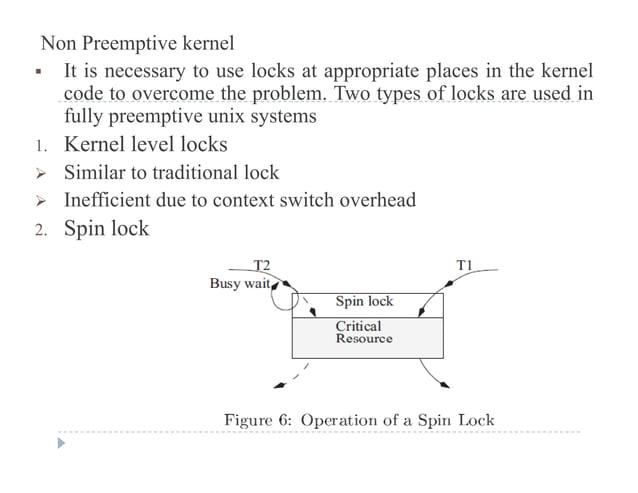 Non Preemptive kernel
▪ It is necessary to use locks at appropriate places in the kernel
code to overcome the problem. Two types of locks are used in
fully preemptive unix systems
1. Kernel level locks
➢ Similar to traditional lock
➢ Inefficient due to context switch overhead
2. Spin lock
T2
T1
Busy wait
Spin lock
Critical
Resource
Figure 6: Operation of a Spin Lock